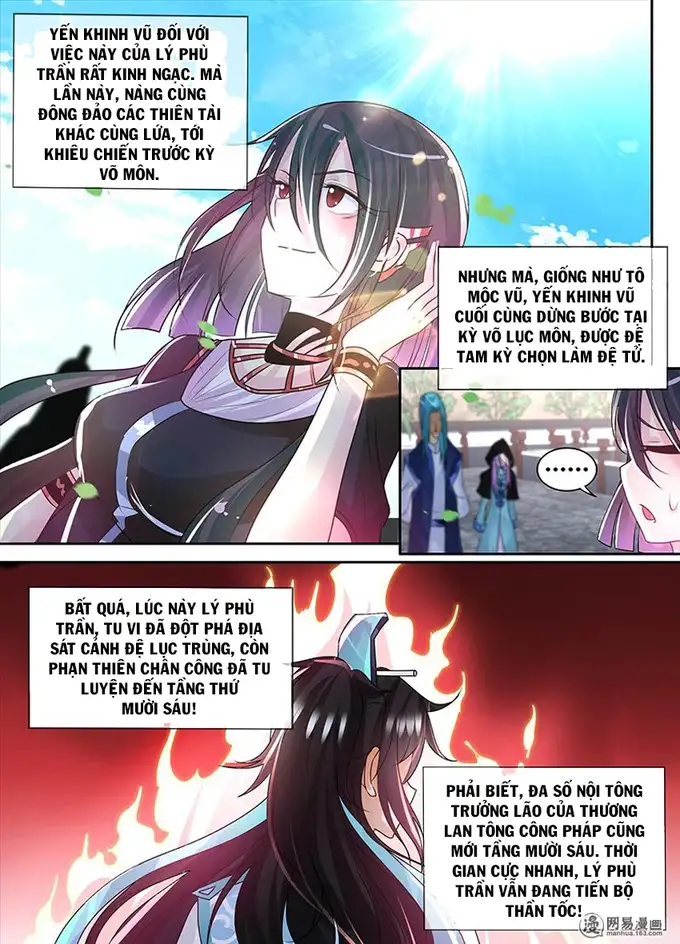 YẾN KHINH VŨ ĐỐI VỚI
VIỆC NÀY CỦA LÝ PHÙ
TRẦN RẤT KINH NGẠC. MÀ
LẦN NÀY, NÀNG CÙNG
ĐÔNG ĐẢO CÁC THIÊN TÀI
KHÁC CÙNG LỨA, TỚI
KHIÊU CHIẾN TRƯỚC KỲ
VÕ MÔN.
NHƯNG MÀ, GIỐNG NHƯ TÔ
MỘC VŨ, YẾN KHINH VŨ
CUỐI CÙNG DỪNG BƯỚC TẠI
KỲ VÕ LỤC MÔN, ĐƯỢC ĐỆ
TAM KỲ CHỌN LÀM ĐỆ TỬ.
......
BẤT QUÁ, LÚC NÀY LÝ PHÙ
TRẦN, TU VI ĐÃ ĐỘT PHÁ ĐỊA
SÁT CẢNH ĐỆ LỤC TRÙNG, CÒN
PHẠN THIÊN CHÂN CÔNG ĐÃ TU
LUYỆN ĐẾN TẦNG THỨ
MƯỜI SÁU!
PHẢI BIẾT, ĐA SỐ NỘI TÔNG
TRƯỞNG LÃO CỦA THƯƠNG
LAN TÔNG CÔNG PHÁP CŨNG
MỚI TẦNG MƯỜI SÁU. THỜI
GIAN CỰC NHANH, LÝ PHÙ
TRẦN VẪN ĐANG TIẾN BỘ
THẦN TỐC!
网易漫画
manhua.163.com